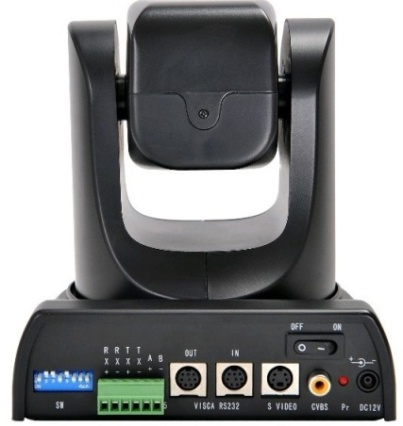 OFF ON
R R T T
X X X X A B
OUT IN
SW
VISCA RS232
S VIDEO
CVBS
Pr
DC12V